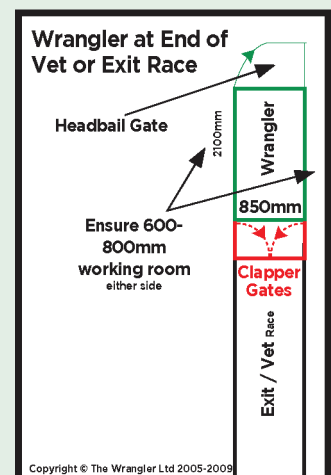 Wrangler at End of
Vet or Exit Race
Headbail Gate
2100mm
Wrangler
850mm
Ensure 600-
800mm
working room
either side
Clapper
Gates
Exit / Vet Race
Copyright © The Wrangler Ltd 2005-2009